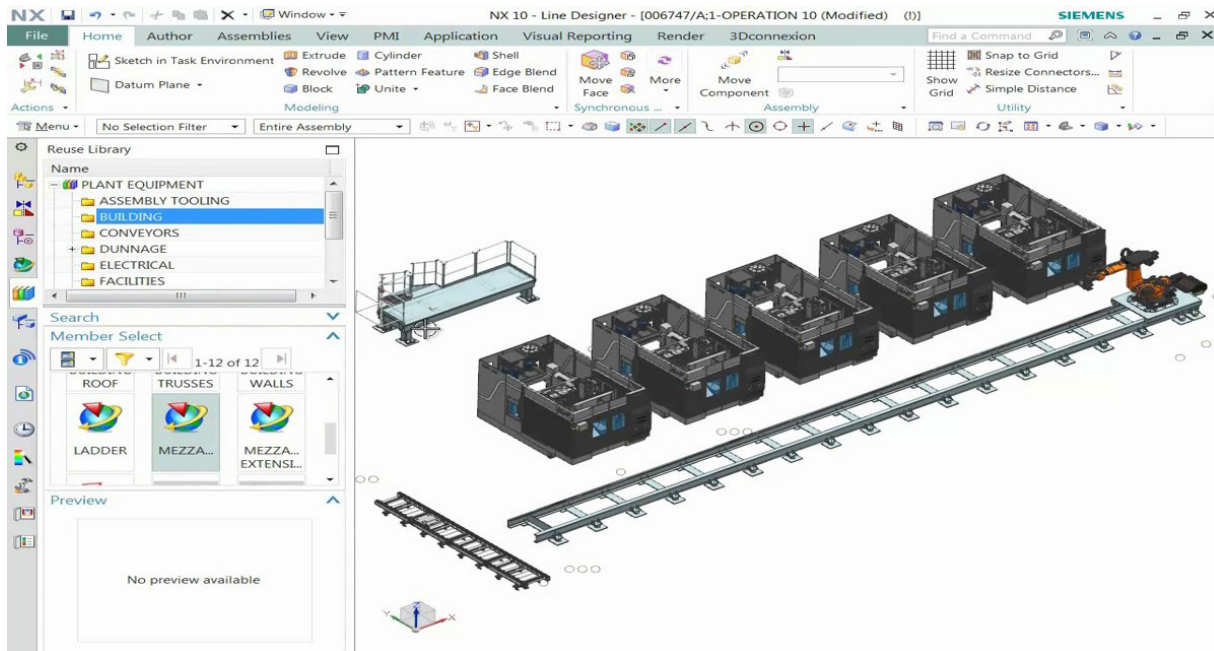 NX Window NX 10 - Line Designer - [006747/A;1-OPERATION 10 (Modified) (!)] SIEMENS
File Home Author Assemblies View PMI Application Visual Reporting Render 3Dconnexion Find a Command
Sketch in Task Environment Extrude Cylinder Shell Snap to Grid
Revolve Pattern Feature Edge Blend Resize Connectors...
Datum Plane Block Unite Face Blend Move Face More Move Component Show Grid Simple Distance
Actions Modeling Synchronous ... Assembly Utility
Menu No Selection Filter Entire Assembly
Reuse Library
Name
PLANT EQUIPMENT
ASSEMBLY TOOLING
BUILDING
CONVEYORS
DUNNAGE
ELECTRICAL
FACILITIES
Search
Member Select
1-12 of 12
ROOF TRUSSES WALLS
LADDER MEZZA... MEZZA...
EXTENSI...
Preview
No preview available
Z
Y X